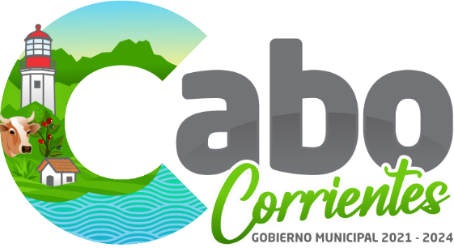 Cabo
Corrientes
GOBIERNO MUNICIPAL 2021 - 2024